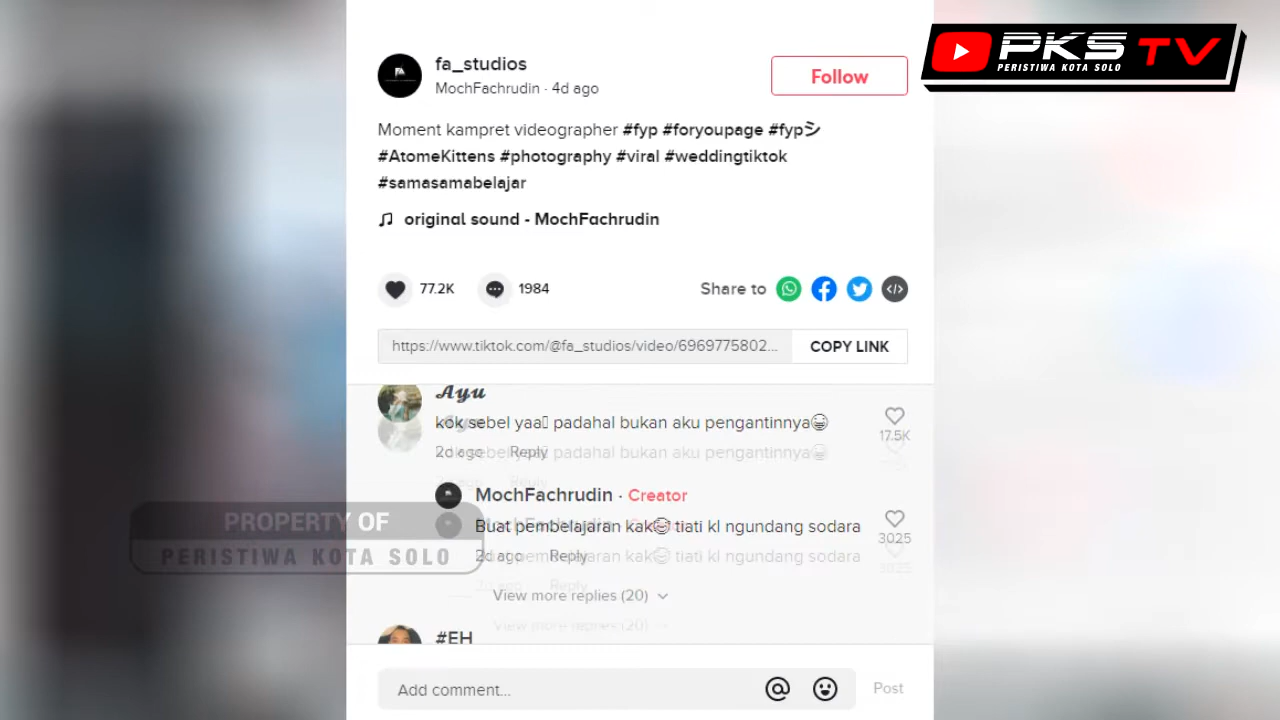 PKS TV
PERISTIWA KOTA SOLO
fa_studios
MochFachrudin · 4d ago
Follow
Moment kampret videographer #fyp #foryoupage #fypシ
#AtomeKittens #photography #viral #weddingtiktok
#samasamabelajar
original sound - MochFachrudin
77.2K
1984
Share to
https://www.tiktok.com/@fa_studios/video/6969775802...
COPY LINK
Ayu
kok sebel yaa padahal bukan aku pengantinnya😂
17.5K
2d ago Reply
MochFachrudin · Creator
Buat pembelajaran kak😂 tiati kl ngundang sodara
3025
2d ago Reply
View more replies (20)
#EH
PROPERTY OF
PERISTIWA KOTA SOLO
Add comment...
Post